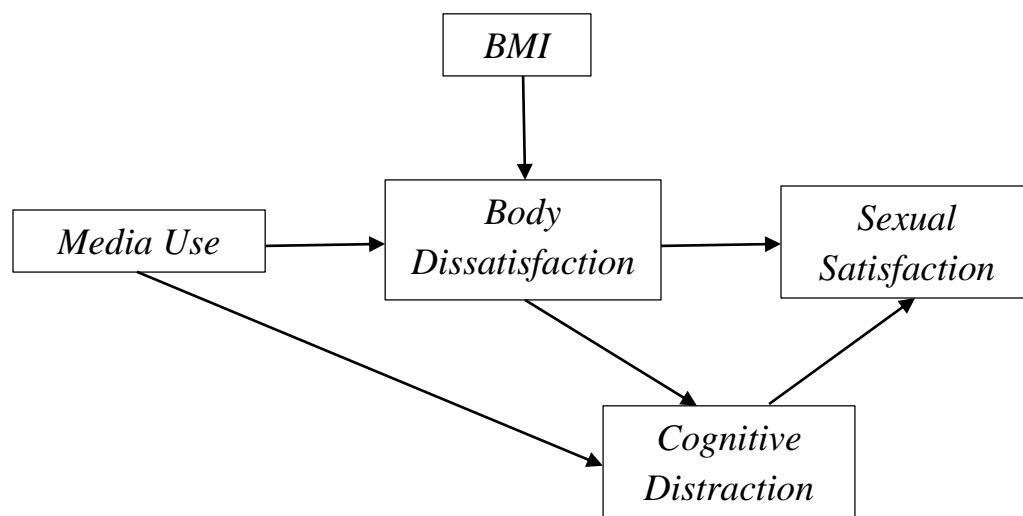 BMI
Media Use
Body
Dissatisfaction
Sexual
Satisfaction
Cognitive
Distraction